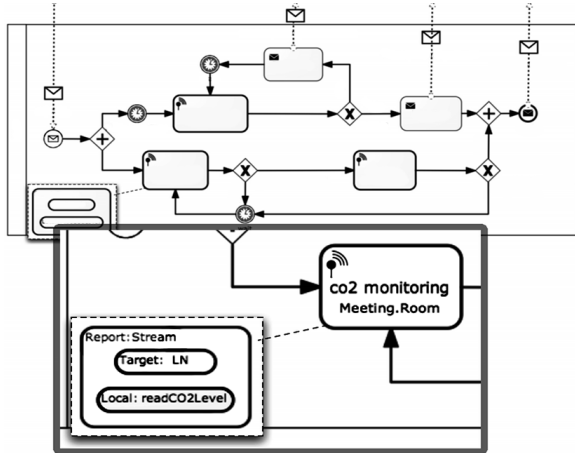 co2 monitoring
Meeting.Room
Report:Stream
Target: LN
Local: readCO2Level